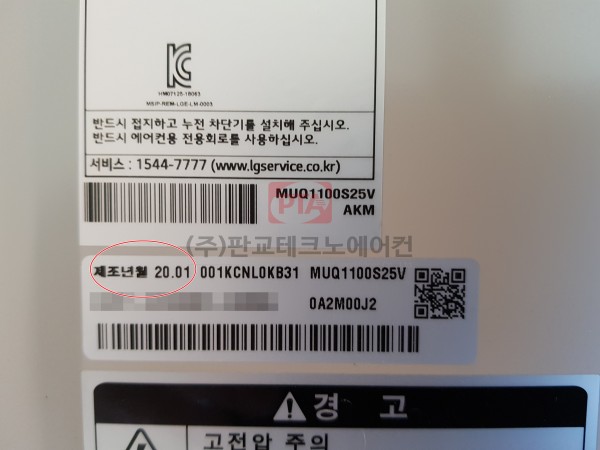 HW07125-18063
MSIP-REM-LGE-LM-0003
반드시 접지하고 누전 차단기를 설치해 주십시오.
반드시 에어컨용 전용회로를 사용하십시오.
서비스 : 1544-7777 (www.lgservice.co.kr)
MUQ1100S25V
AKM
PTA
(주)판교테크노에어컨
제조년월 20.01 001KCNL0KB31 MUQ1100S25V
0A2M00J2
경 고
고전압 주의